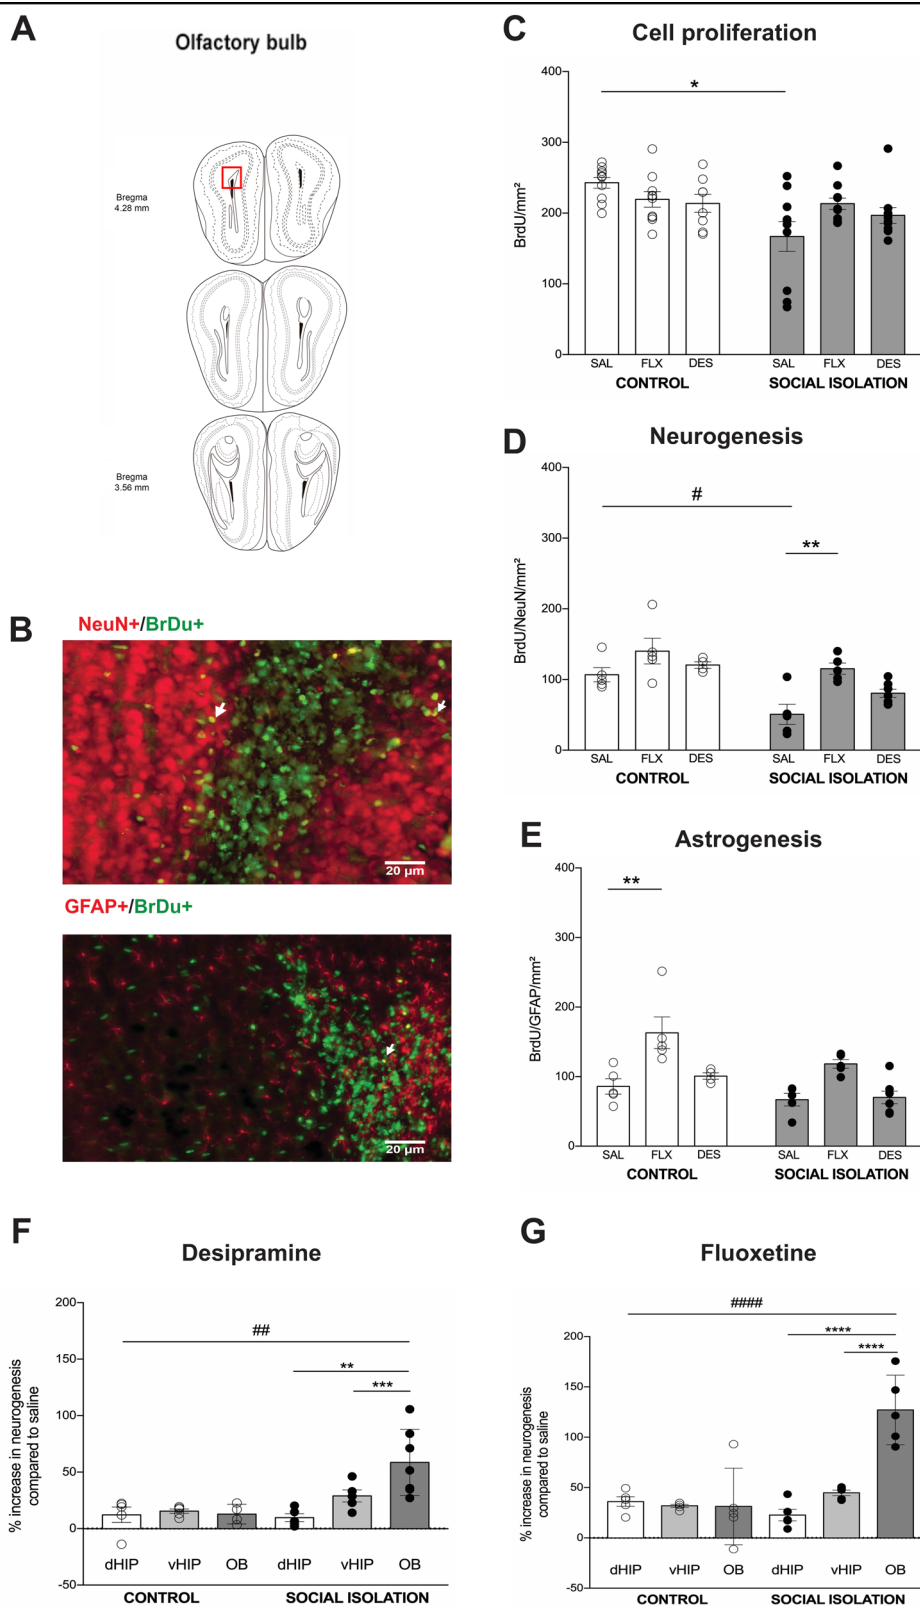 A
Olfactory bulb
Bregma
4.28 mm
Bregma
3.56 mm
B
NeuN+/BrDu+
20 µm
GFAP+/BrDu+
20 µm
C
Cell proliferation
BrdU/mm²
400
300
200
100
0
*
SAL FLX DES SAL FLX DES
CONTROL SOCIAL ISOLATION
D
Neurogenesis
BrdU/NeuN/mm²
400
300
200
100
0
#
**
SAL FLX DES SAL FLX DES
CONTROL SOCIAL ISOLATION
E
Astrogenesis
BrdU/GFAP/mm²
400
300
200
100
0
**
SAL FLX DES SAL FLX DES
CONTROL SOCIAL ISOLATION
F
Desipramine
% increase in neurogenesis
compared to saline
200
150
100
50
0
-50
##
**
***
dHIP vHIP OB dHIP vHIP OB
CONTROL SOCIAL ISOLATION
G
Fluoxetine
% increase in neurogenesis
compared to saline
200
150
100
50
0
-50
####
****
****
dHIP vHIP OB dHIP vHIP OB
CONTROL SOCIAL ISOLATION